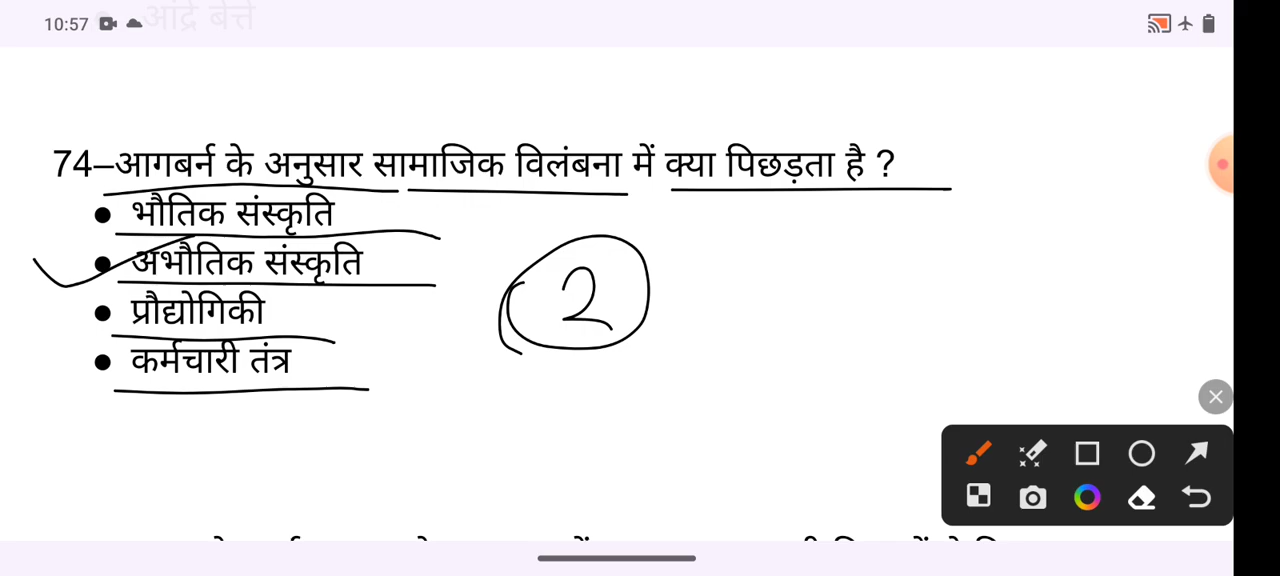 10:57
आंद्रे बेत्ते
74–आगबर्न के अनुसार सामाजिक विलंबना में क्या पिछड़ता है ?
● भौतिक संस्कृति
● अभौतिक संस्कृति
● प्रौद्योगिकी
● कर्मचारी तंत्र
2